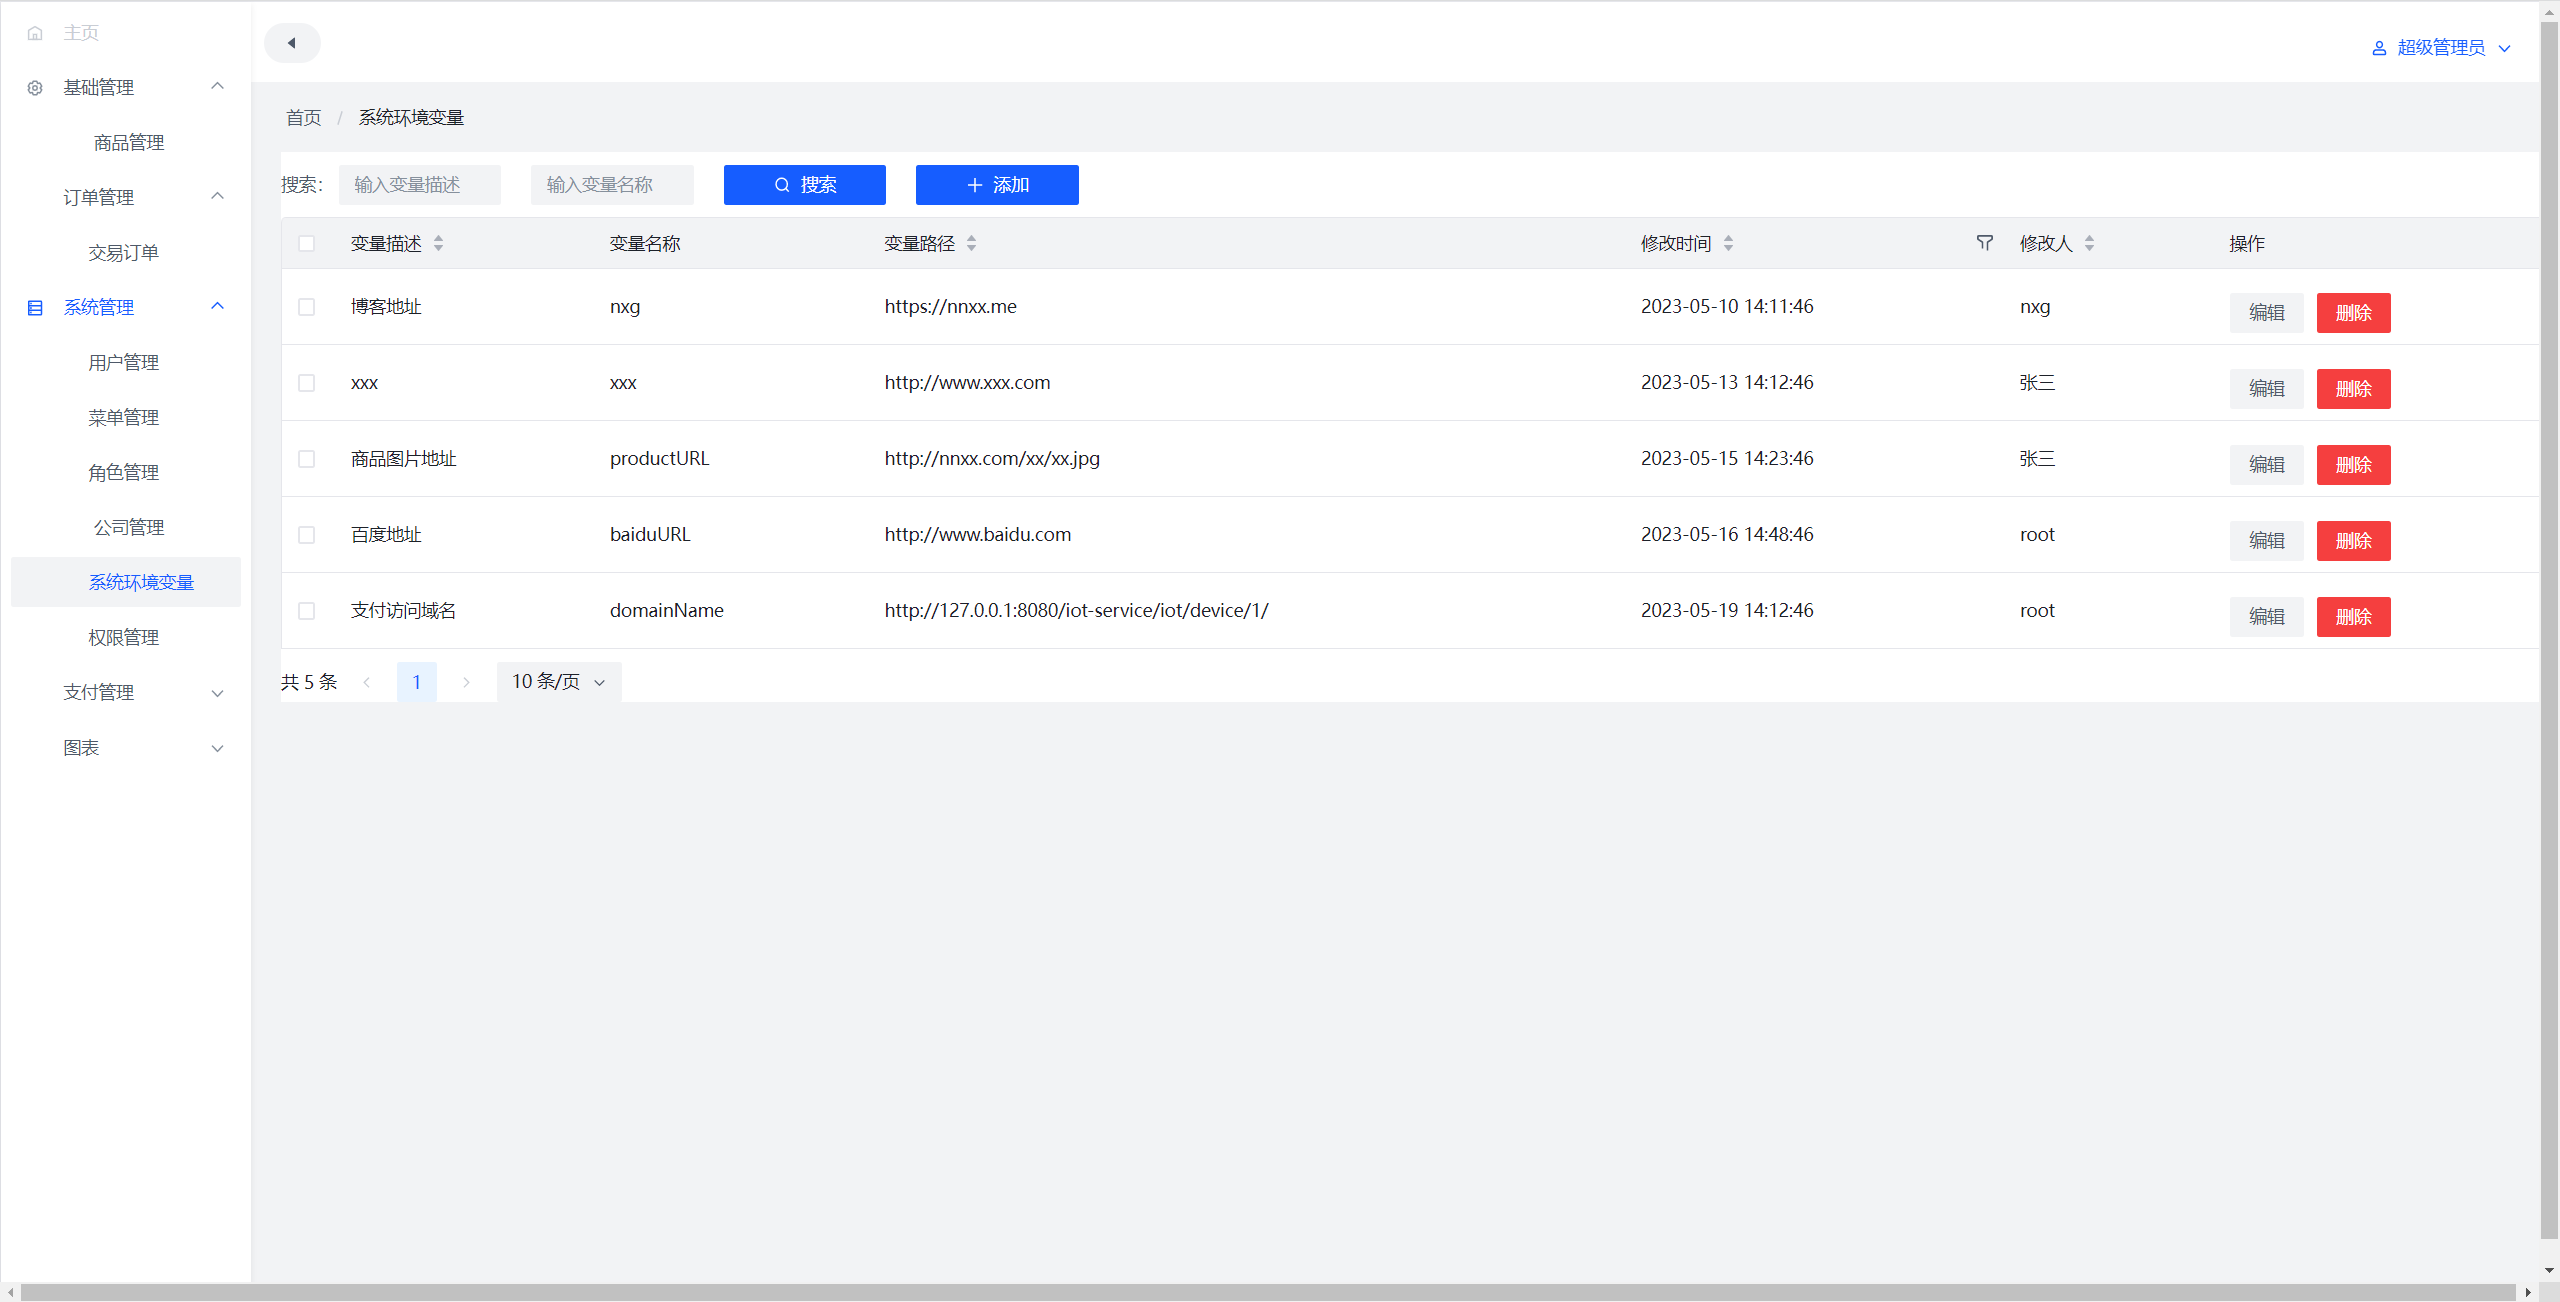 主页
基础管理
商品管理
订单管理
交易订单
系统管理
用户管理
菜单管理
角色管理
公司管理
系统环境变量
权限管理
支付管理
图表
超级管理员
首页 / 系统环境变量
搜索： 输入变量描述 输入变量名称 搜索 添加
变量描述 变量名称 变量路径 修改时间 修改人 操作
博客地址 nxg https://nnxx.me 2023-05-10 14:11:46 nxg 编辑 删除
xxx xxx http://www.xxx.com 2023-05-13 14:12:46 张三 编辑 删除
商品图片地址 productURL http://nnxx.com/xx/xx.jpg 2023-05-15 14:23:46 张三 编辑 删除
百度地址 baiduURL http://www.baidu.com 2023-05-16 14:48:46 root 编辑 删除
支付访问域名 domainName http://127.0.0.1:8080/iot-service/iot/device/1/ 2023-05-19 14:12:46 root 编辑 删除
共 5 条 1 10 条/页